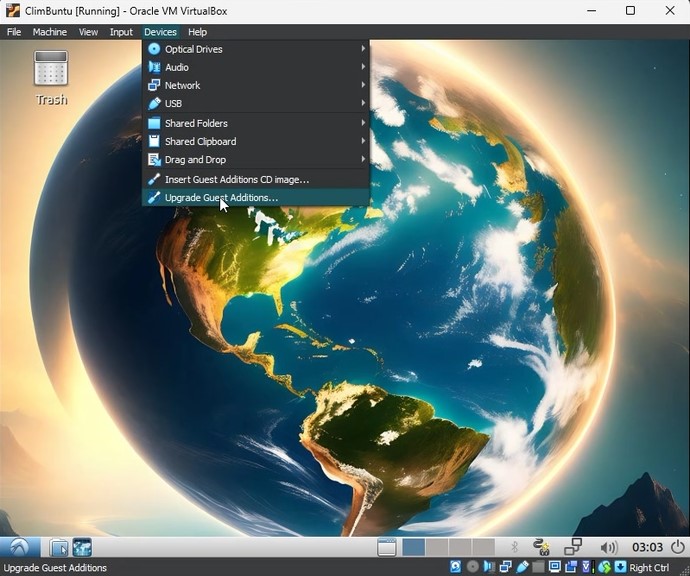 ClimBuntu [Running] - Oracle VM VirtualBox
File Machine View Input Devices Help
Optical Drives
Audio
Network
USB
Shared Folders
Shared Clipboard
Drag and Drop
Insert Guest Additions CD image...
Upgrade Guest Additions...
Trash
03:03
Upgrade Guest Additions
Right Ctrl